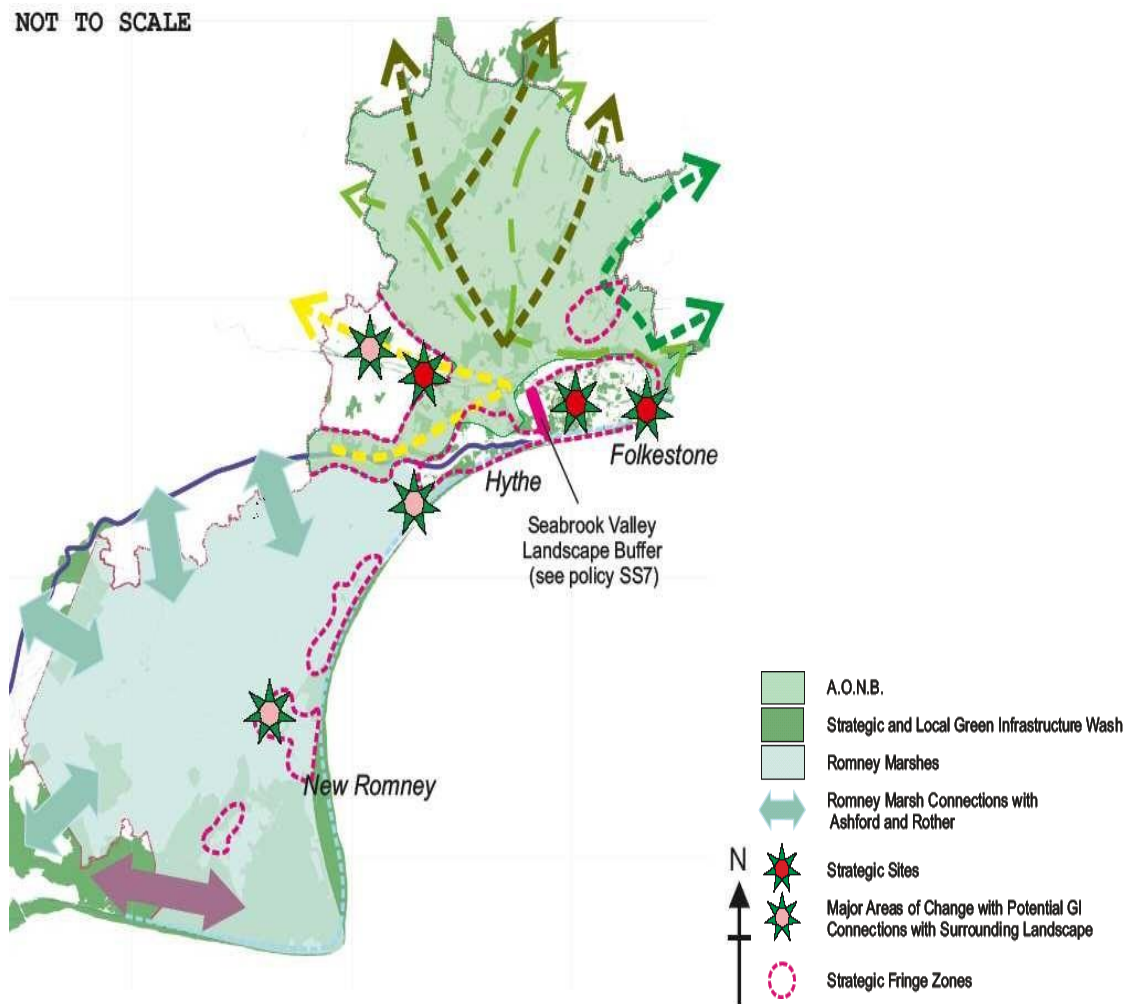 NOT TO SCALE
Folkestone
Hythe
Seabrook Valley
Landscape Buffer
(see policy SS7)
New Romney
A.O.N.B.
Strategic and Local Green Infrastructure Wash
Romney Marshes
Romney Marsh Connections with
Ashford and Rother
N
Strategic Sites
Major Areas of Change with Potential GI
Connections with Surrounding Landscape
Strategic Fringe Zones